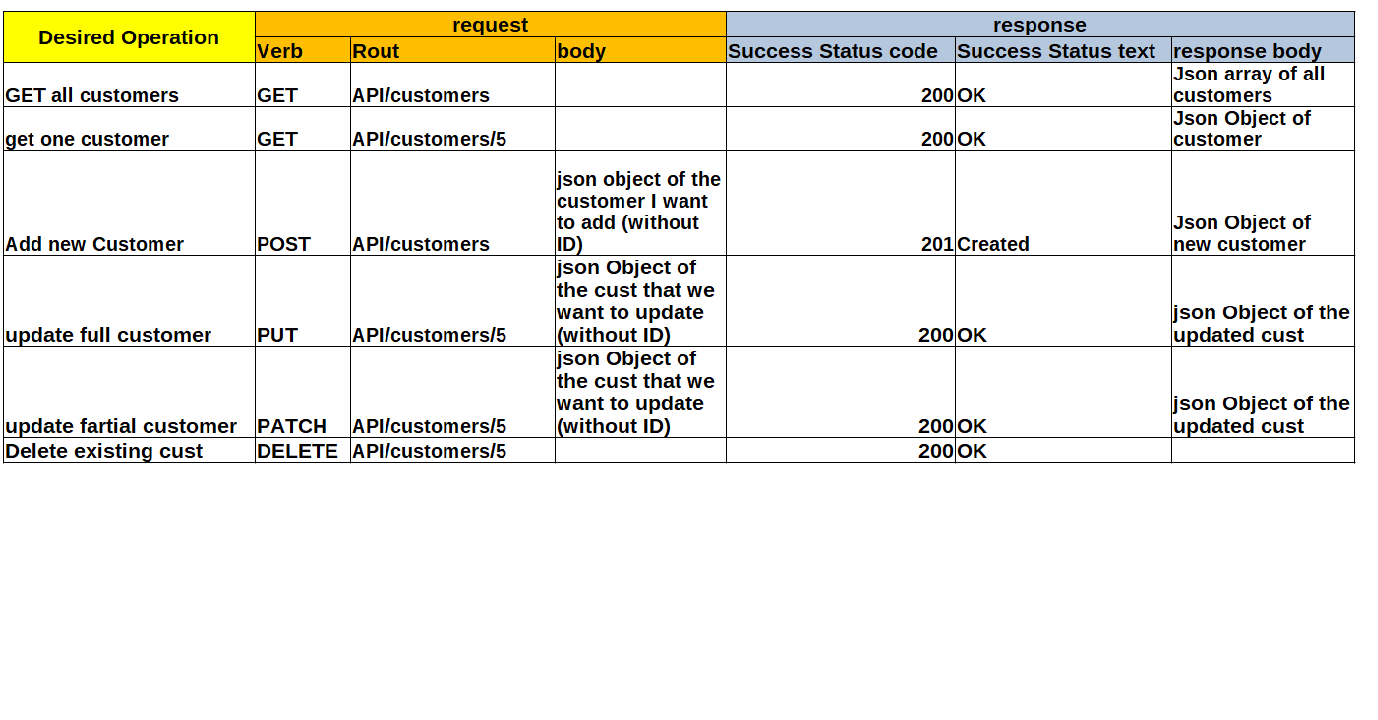 Desired Operation
request
response
Verb
Rout
body
Success Status code
Success Status text
response body
GET all customers
GET
API/customers
200
OK
Json array of all
customers
get one customer
GET
API/customers/5
200
OK
Json Object of
customer
Add new Customer
POST
API/customers
json object of the
customer I want
to add (without
ID)
201
Created
Json Object of
new customer
update full customer
PUT
API/customers/5
json Object of
the cust that we
want to update
(without ID)
200
OK
json Object of the
updated cust
update fartial customer
PATCH
API/customers/5
json Object of
the cust that we
want to update
(without ID)
200
OK
json Object of the
updated cust
Delete existing cust
DELETE
API/customers/5
200
OK